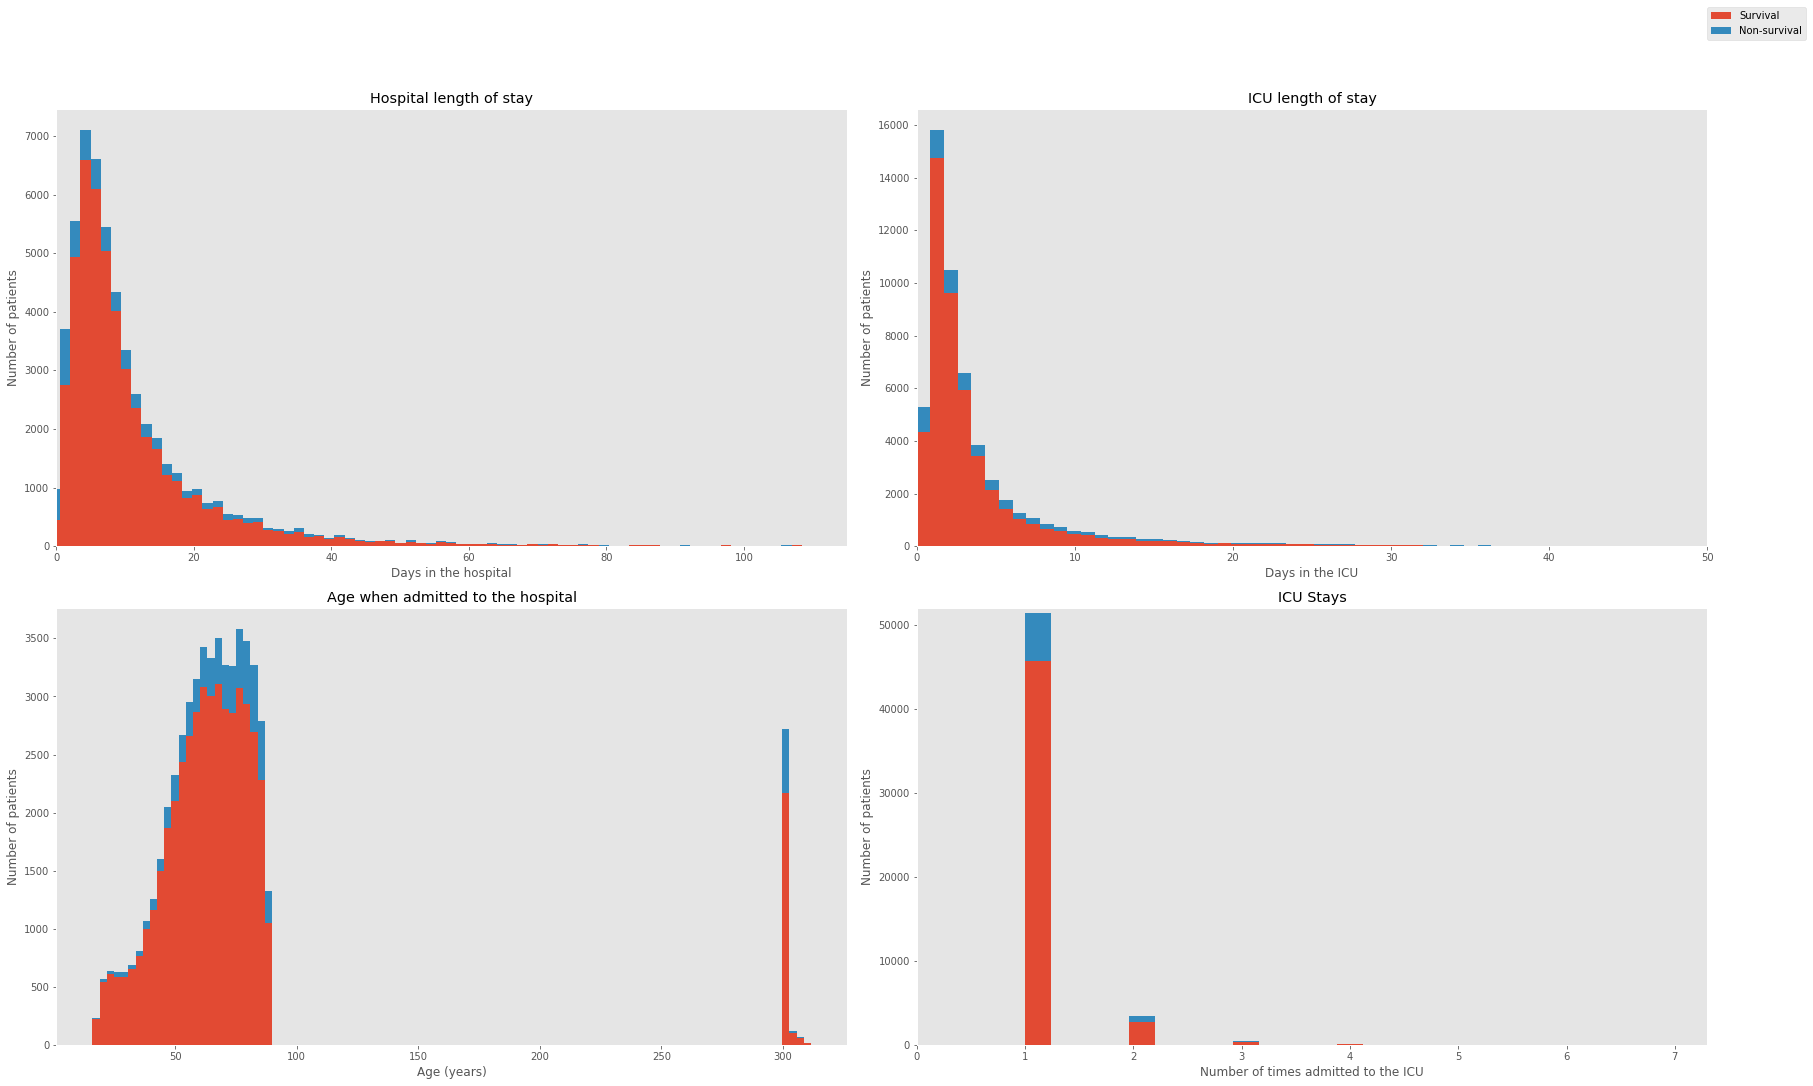 Survival
Non-survival
Hospital length of stay
Number of patients
7000
6000
5000
4000
3000
2000
1000
0
0 20 40 60 80 100
Days in the hospital
ICU length of stay
Number of patients
16000
14000
12000
10000
8000
6000
4000
2000
0
0 10 20 30 40 50
Days in the ICU
Age when admitted to the hospital
Number of patients
3500
3000
2500
2000
1500
1000
500
0
50 100 150 200 250 300
Age (years)
ICU Stays
Number of patients
50000
40000
30000
20000
10000
0
0 1 2 3 4 5 6 7
Number of times admitted to the ICU